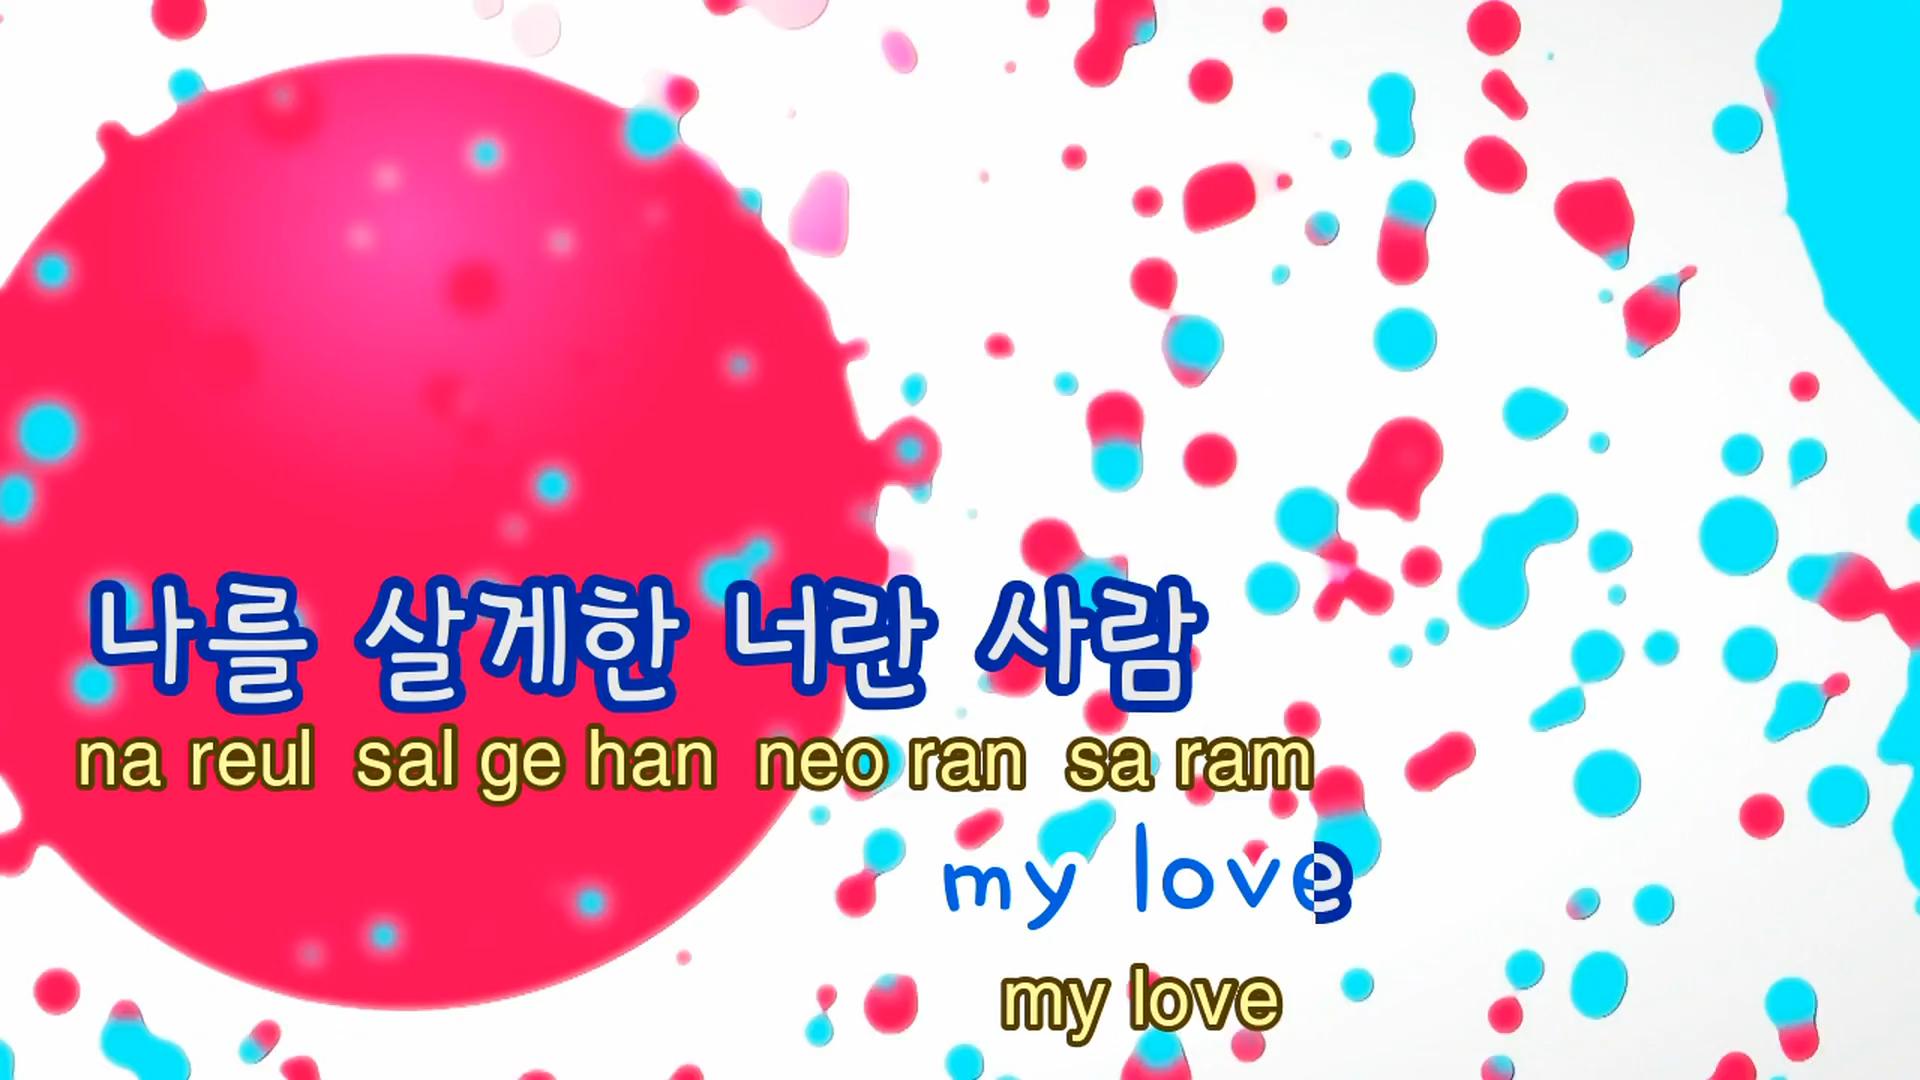 나를 살게한 너란 사람
na reul sal ge han neo ran sa ram
my love
my love